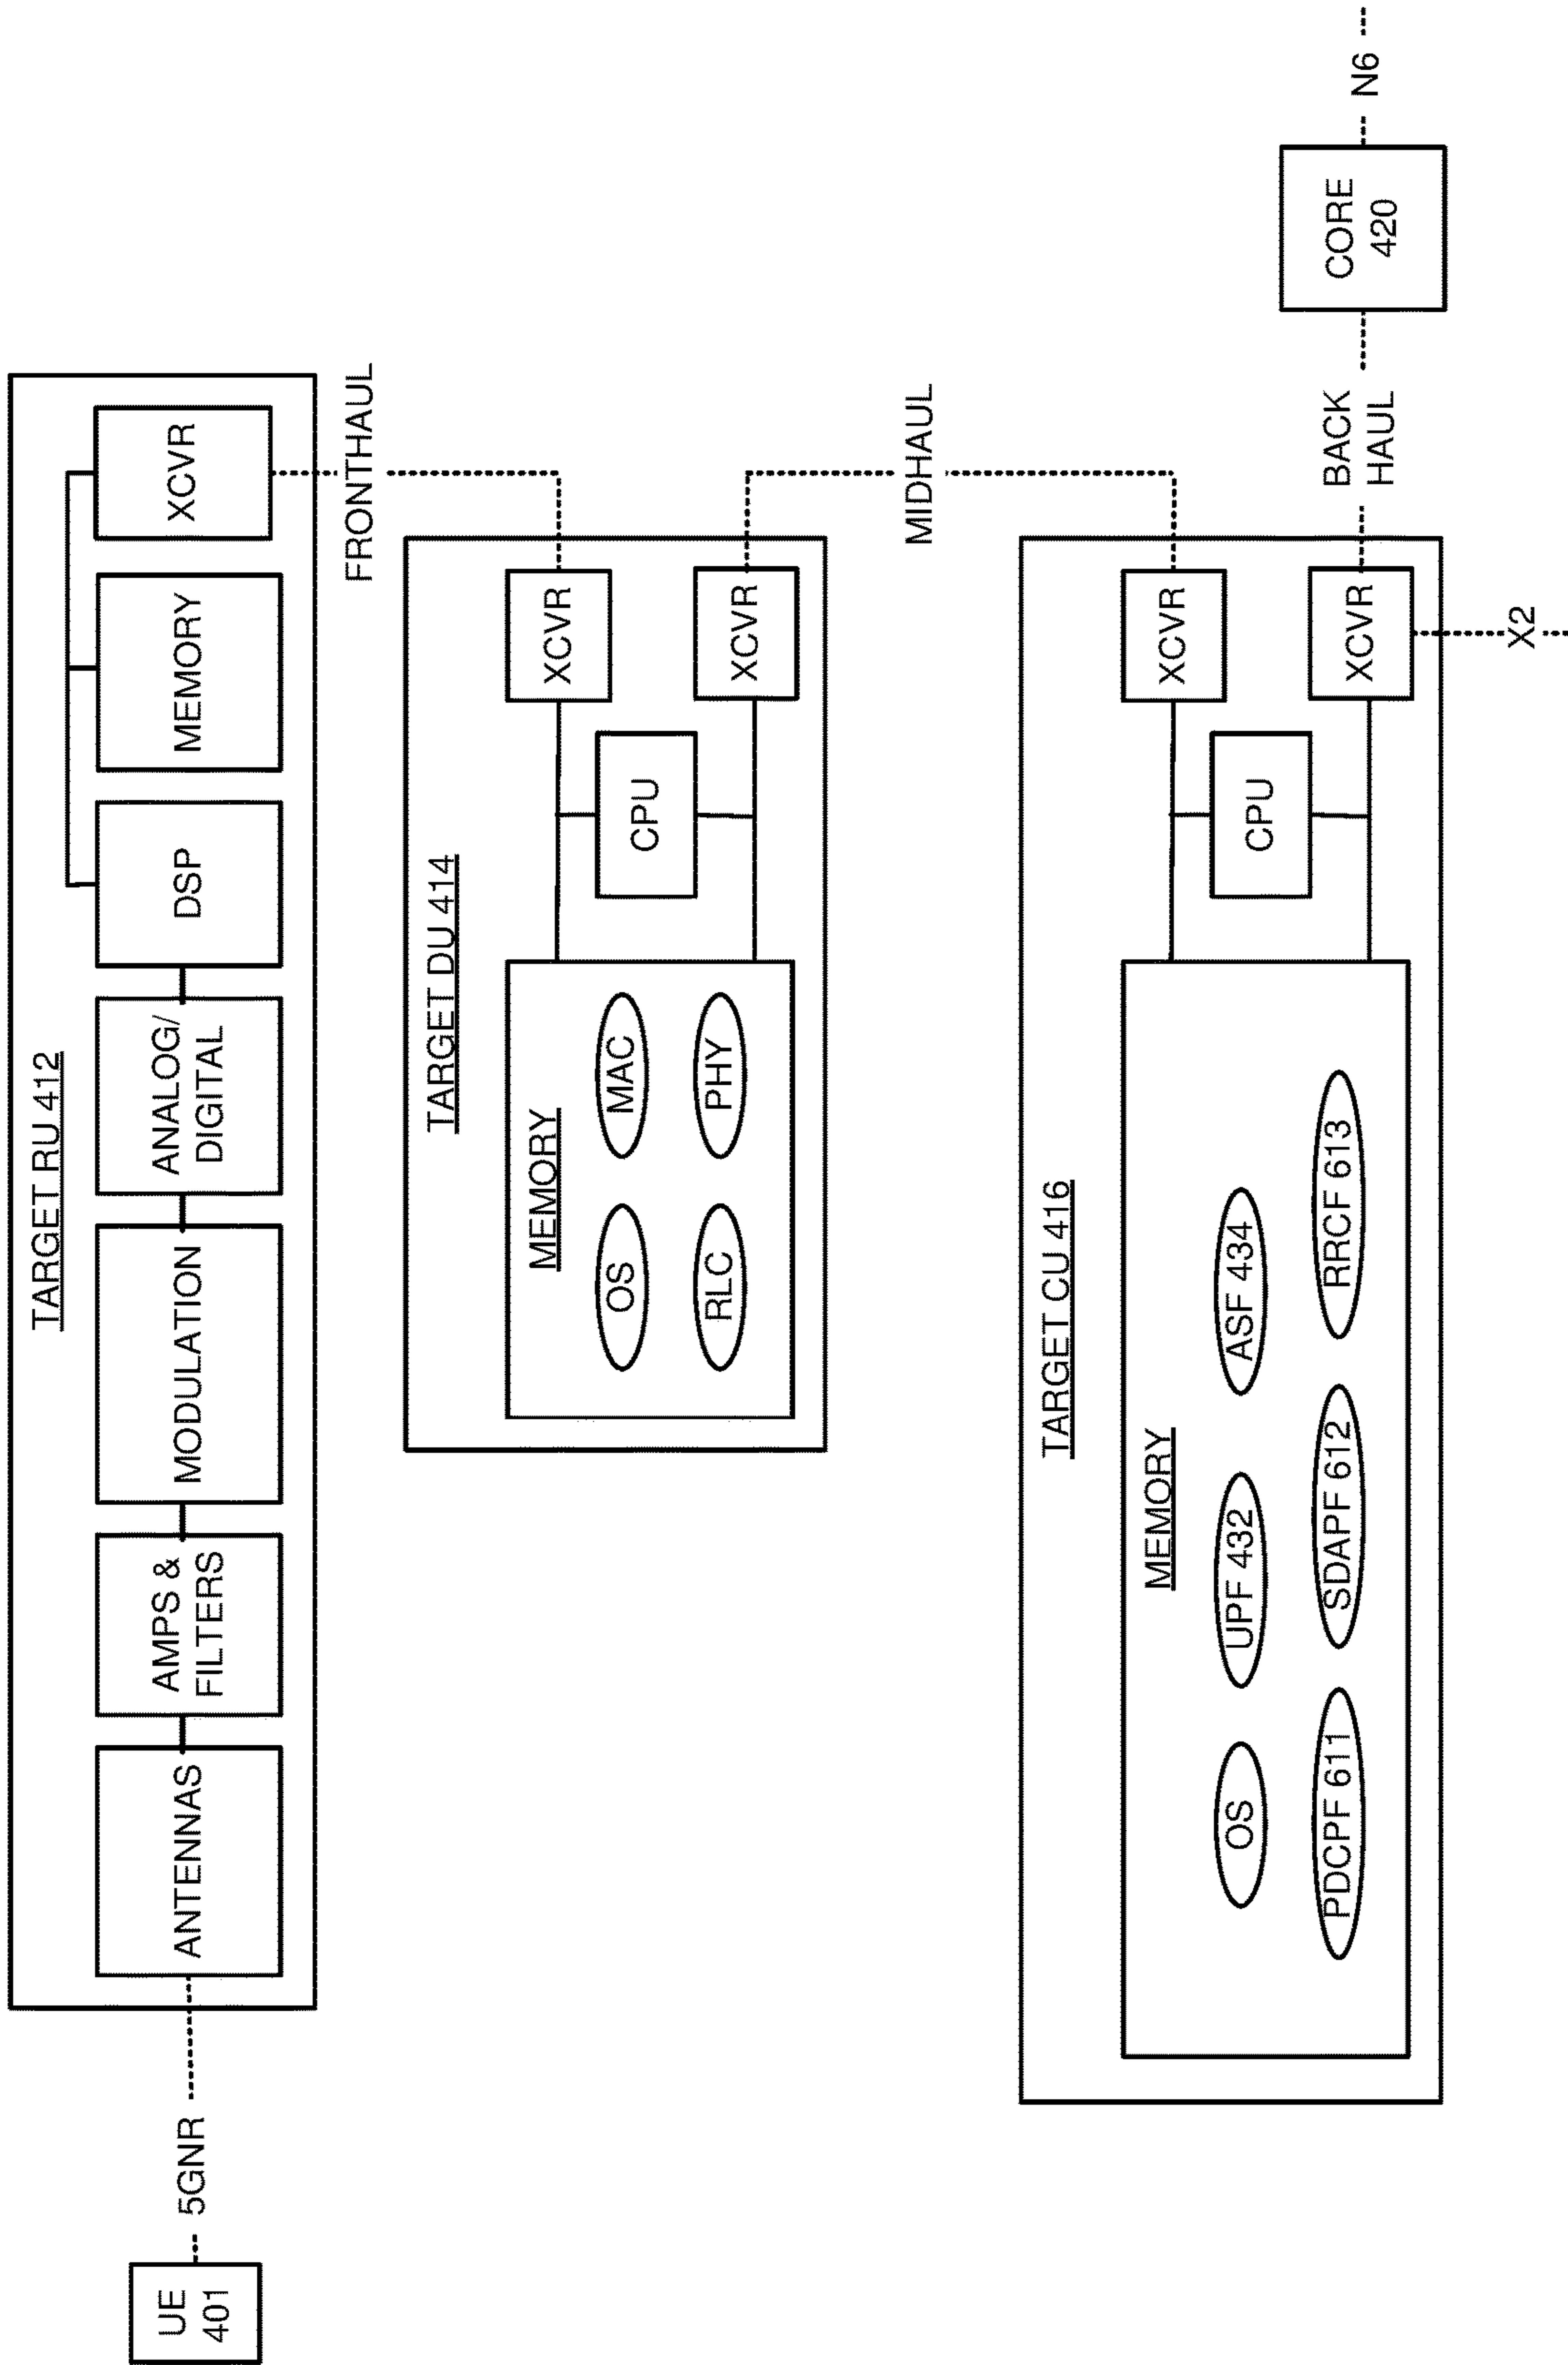 TARGET RU 412
UE
401
5GNR
ANTENNAS
AMPS &
FILTERS
MODULATION
ANALOG/
DIGITAL
DSP
MEMORY
XCVR
FRONTHAUL
TARGET DU 414
MEMORY
OS
MAC
RLC
PHY
CPU
XCVR
XCVR
MIDHAUL
TARGET CU 416
MEMORY
OS
UPF 432
ASF 434
PDCPF 611
SDAPF 612
RRCF 613
CPU
XCVR
XCVR
BACK
HAUL
CORE
420
N6
X2